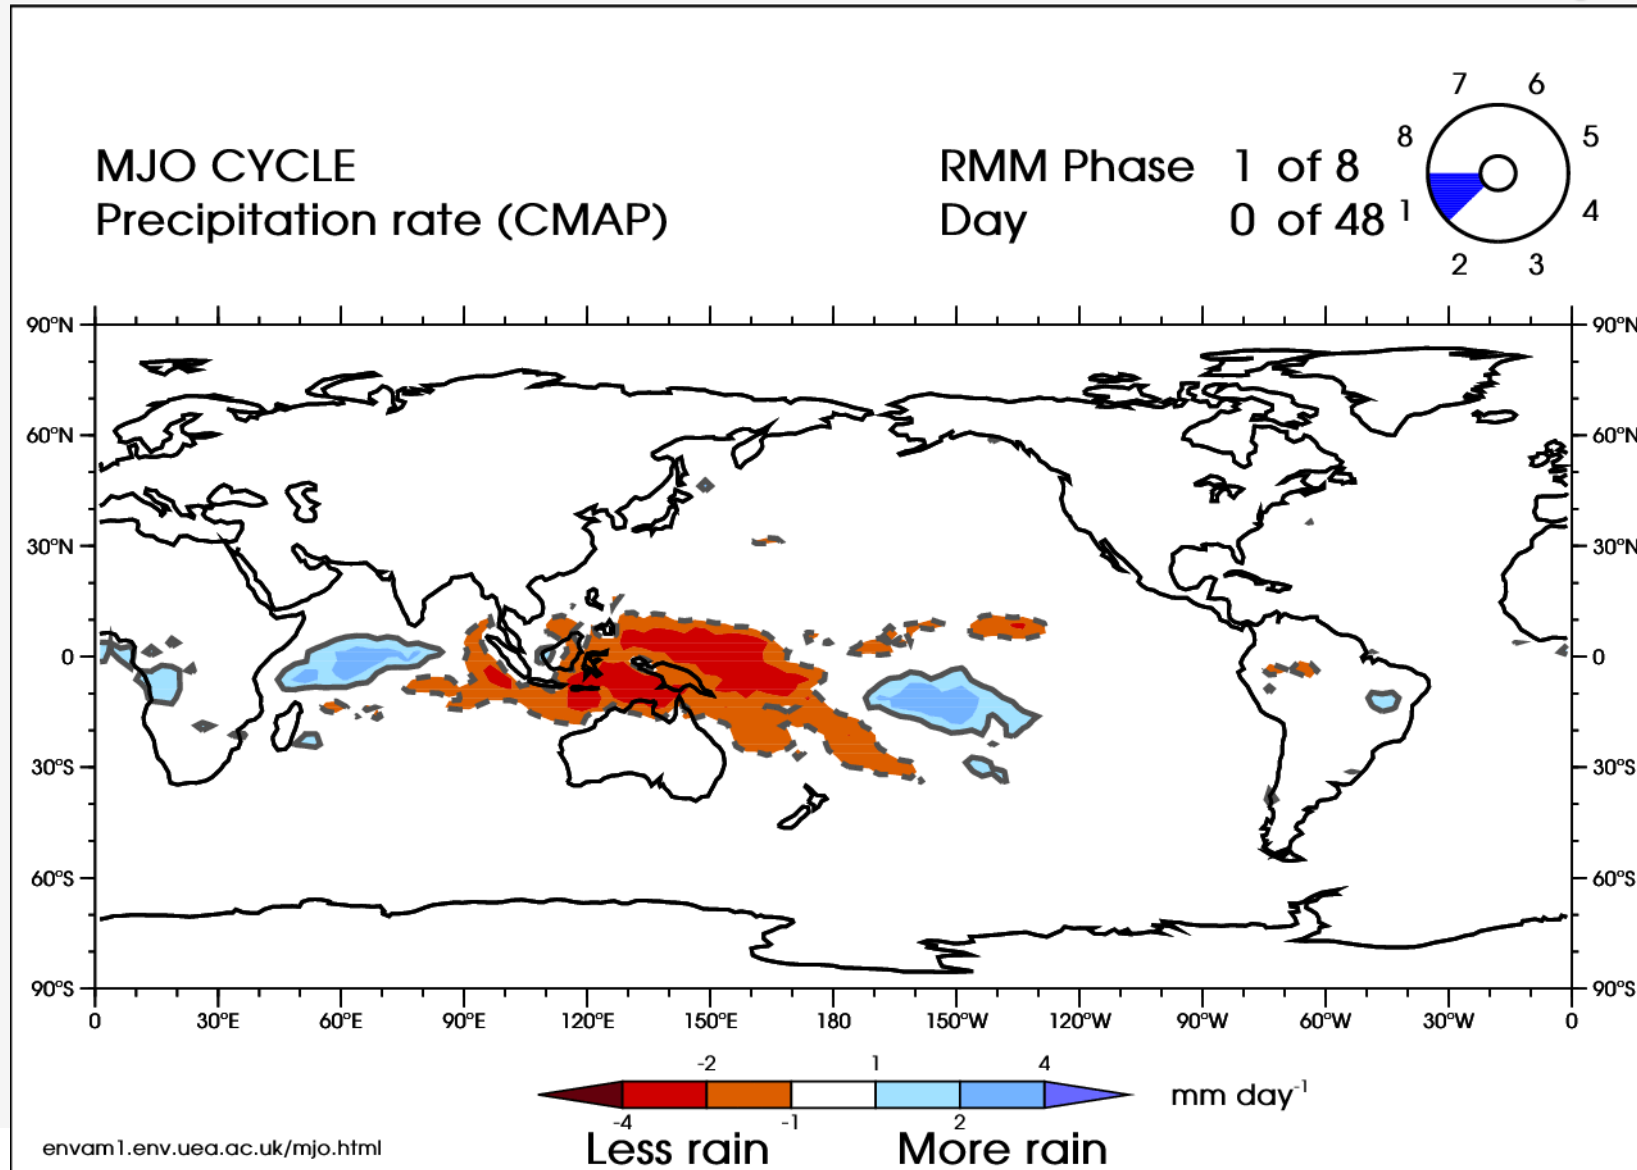 7 6
8 5
MJO CYCLE RMM Phase 1 of 8
Precipitation rate (CMAP) Day 0 of 48
1 4
2 3
90°N 90°N
60°N 60°N
30°N 30°N
0 0
30°S 30°S
60°S 60°S
90°S 90°S
0 30°E 60°E 90°E 120°E 150°E 180 150°W 120°W 90°W 60°W 30°W 0
-2 1 4
mm day⁻¹
-4 -1 2
Less rain More rain
envam1.env.uea.ac.uk/mjo.html